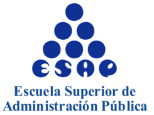 ESAP
Escuela Superior de
Administración Pública